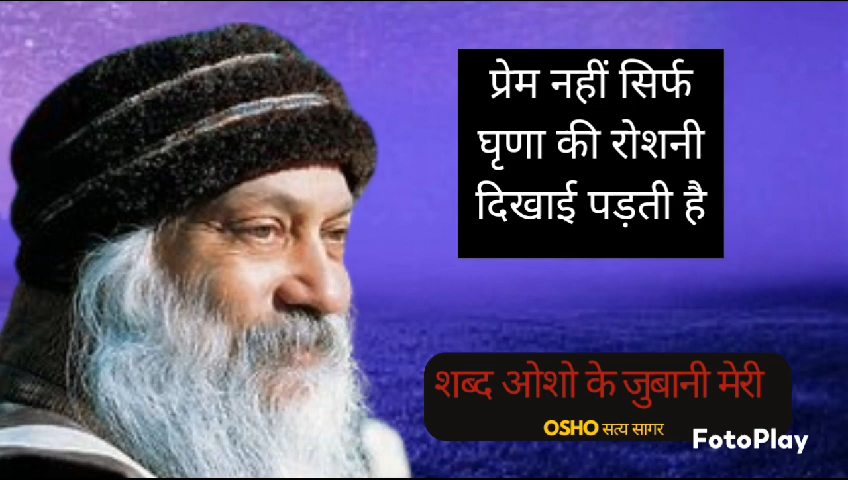 प्रेम नहीं सिर्फ
घृणा की रोशनी
दिखाई पड़ती है
शब्द ओशो के जुबानी मेरी
OSHO सत्य सागर
FotoPlay